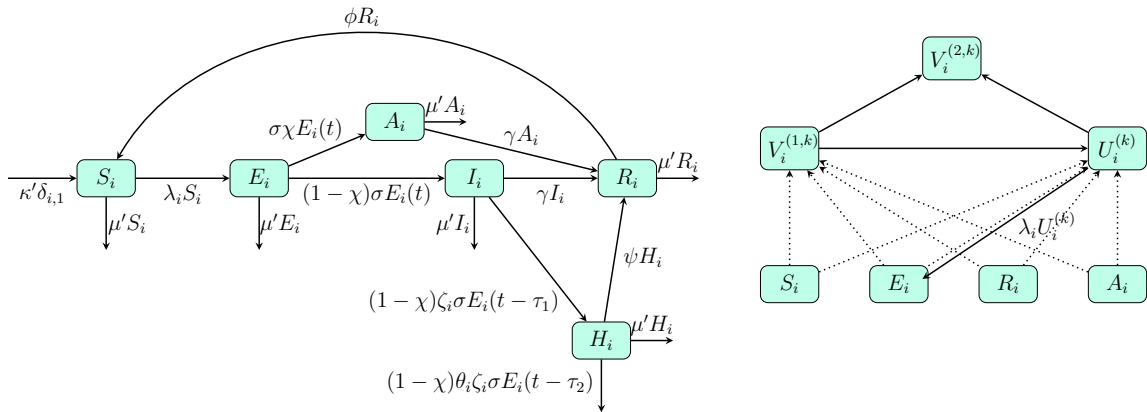 ϕR_i
V_i^{(2,k)}
A_i
μ′A_i
σχE_i(t)
γA_i
V_i^{(1,k)}
U_i^{(k)}
κ′δ_{i,1}
S_i
λ_iS_i
E_i
(1 − χ)σE_i(t)
I_i
γI_i
R_i
μ′R_i
μ′S_i
μ′E_i
μ′I_i
λ_iU_i^{(k)}
ψH_i
S_i
E_i
R_i
A_i
(1 − χ)ζ_iσE_i(t − τ_1)
H_i
μ′H_i
(1 − χ)θ_iζ_iσE_i(t − τ_2)